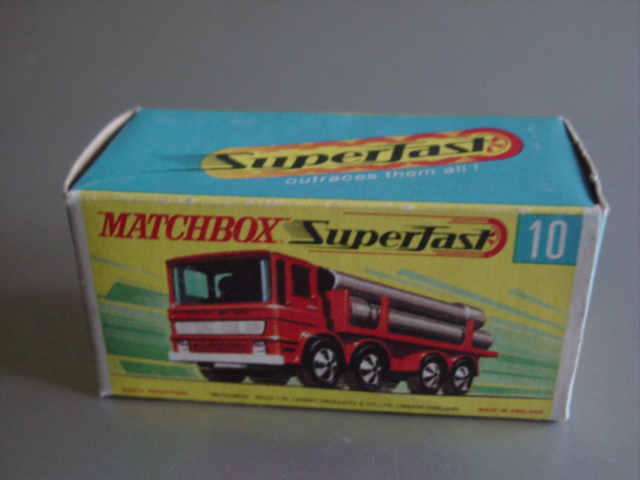 Superfast
outraces them all!
MATCHBOX Superfast 10
MADE IN ENGLAND